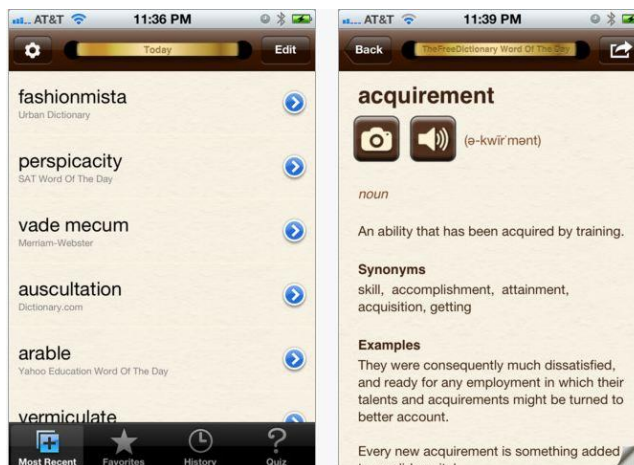 AT&T 11:36 PM
Today Edit
fashionmista
Urban Dictionary
perspicacity
SAT Word Of The Day
vade mecum
Merriam-Webster
auscultation
Dictionary.com
arable
Yahoo Education Word Of The Day
vermiculate
Most Recent Favorites History Quiz
AT&T 11:39 PM
Back TheFreeDictionary Word Of The Day
acquirement
(ə-kwīr′mənt)
noun
An ability that has been acquired by training.
Synonyms
skill, accomplishment, attainment,
acquisition, getting
Examples
They were consequently much dissatisfied,
and ready for any employment in which their
talents and acquirements might be turned to
better account.
Every new acquirement is something added